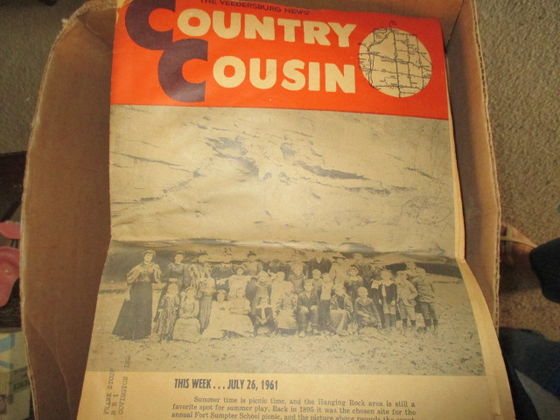 THE VEEDERSBURG NEWS'
COUNTRY
COUSIN
THIS WEEK . . . JULY 26, 1961
Summer time is picnic time, and the Hanging Rock area is still a
favorite spot for summer play. Back in 1895 it was the chosen site for the
annual Fort Sumpter School picnic, and the picture above records the